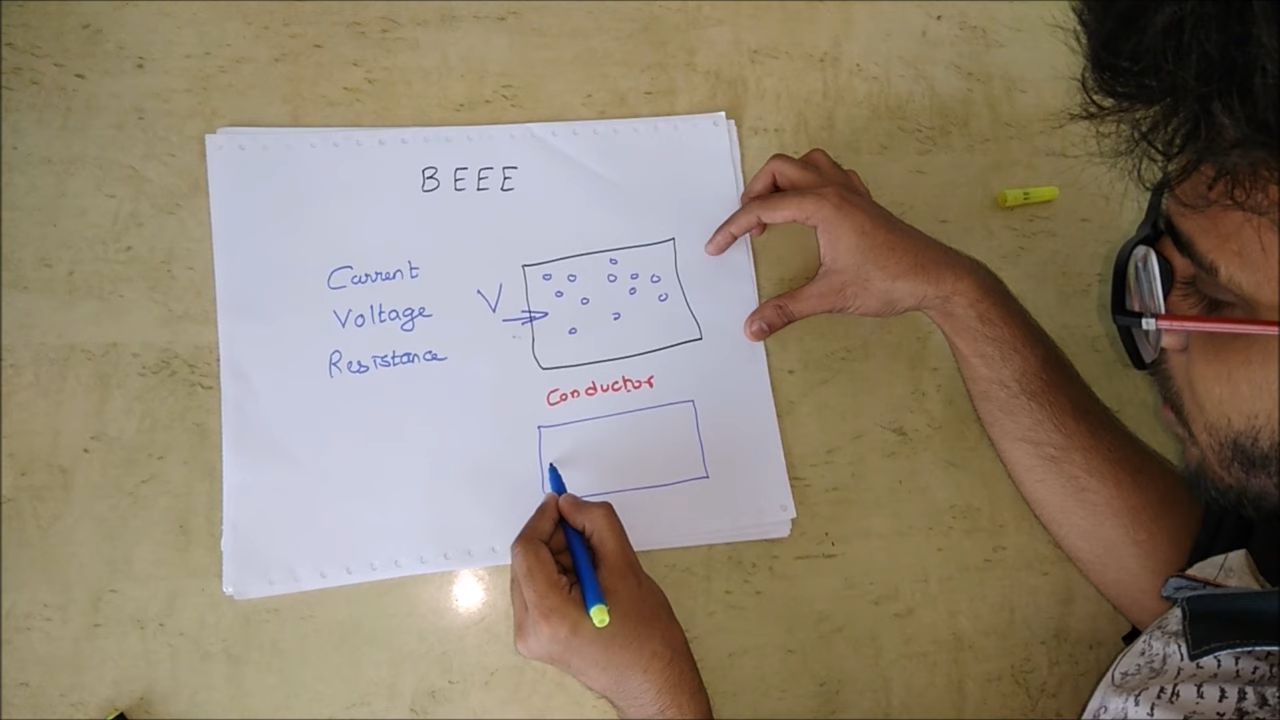 BEEE
Current
Voltage
Resistance
V
Conductor